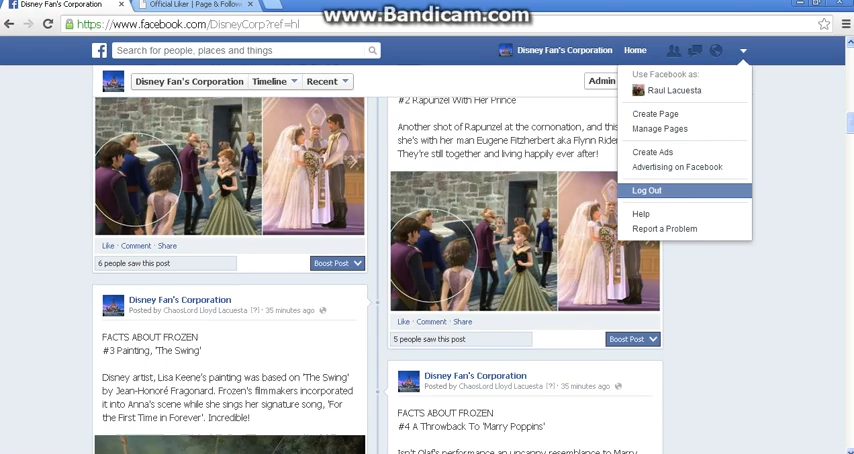 Disney Fan's Corporation
Official Liker | Page & Follow
www.Bandicam.com
https://www.facebook.com/DisneyCorp?ref=hl
Search for people, places and things
Disney Fan's Corporation
Home
Disney Fan's Corporation
Timeline
Recent
Admin
Use Facebook as:
Raul Lacuesta
Create Page
Manage Pages
Create Ads
Advertising on Facebook
Log Out
Help
Report a Problem
Like · Comment · Share
6 people saw this post
Boost Post
Disney Fan's Corporation
Posted by ChaosLord Lloyd Lacuesta [?] · 35 minutes ago
FACTS ABOUT FROZEN
#3 Painting, 'The Swing'
Disney artist, Lisa Keene's painting was based on 'The Swing'
by Jean-Honoré Fragonard. Frozen's filmmakers incorporated
it into Anna's scene while she sings her signature song, 'For
the First Time in Forever'. Incredible!
#2 Rapunzel With Her Prince
Another shot of Rapunzel at the cornonation, and this
she's with her man Eugene Fitzherbert aka Flynn Rider
They're still together and living happily ever after!
Like · Comment · Share
5 people saw this post
Boost Post
Disney Fan's Corporation
Posted by ChaosLord Lloyd Lacuesta [?] · 35 minutes ago
FACTS ABOUT FROZEN
#4 A Throwback To 'Marry Poppins'
Isn't Olaf's performance an uncanny resemblance to Marry